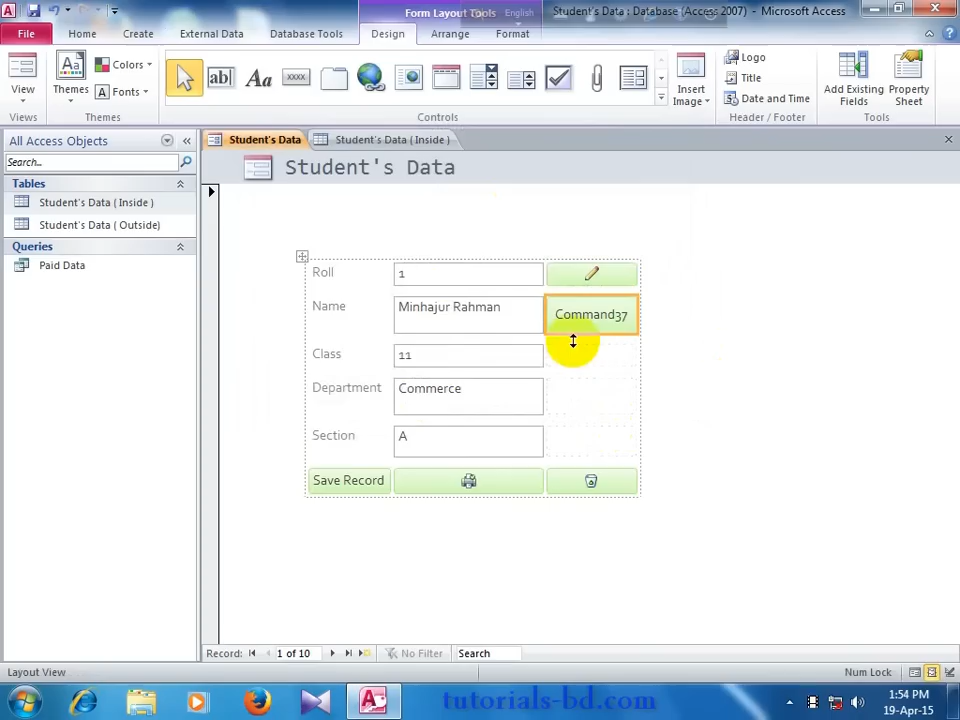 Form Layout Tools
English
Student's Data : Database (Access 2007) - Microsoft Access
File
Home
Create
External Data
Database Tools
Design
Arrange
Format
View
Themes
Colors
Fonts
Aa
ab
Aa
xxxx
Insert
Image
Logo
Title
Date and Time
Add Existing
Fields
Property
Sheet
Views
Themes
Controls
Header / Footer
Tools
All Access Objects
Search...
Tables
Student's Data ( Inside )
Student's Data ( Outside)
Queries
Paid Data
Student's Data
Student's Data ( Inside )
Student's Data
Roll
1
Name
Minhajur Rahman
Command37
Class
11
Department
Commerce
Section
A
Save Record
Record:
1 of 10
No Filter
Search
Layout View
Num Lock
tutorials-bd.com
1:54 PM
19-Apr-15